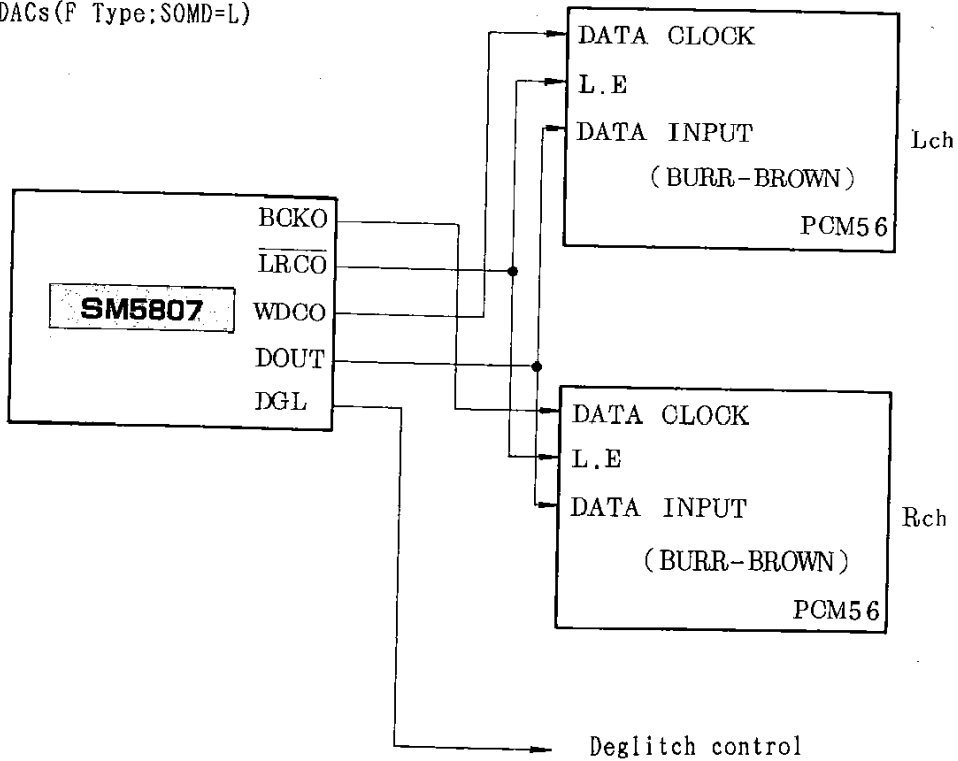 DACs(F Type;SOMD=L)
DATA CLOCK
L.E
DATA INPUT
(BURR-BROWN)
PCM56
Lch
BCKO
LRCO
WDCO
DOUT
DGL
SM5807
DATA CLOCK
L.E
DATA INPUT
(BURR-BROWN)
PCM56
Rch
Deglitch control